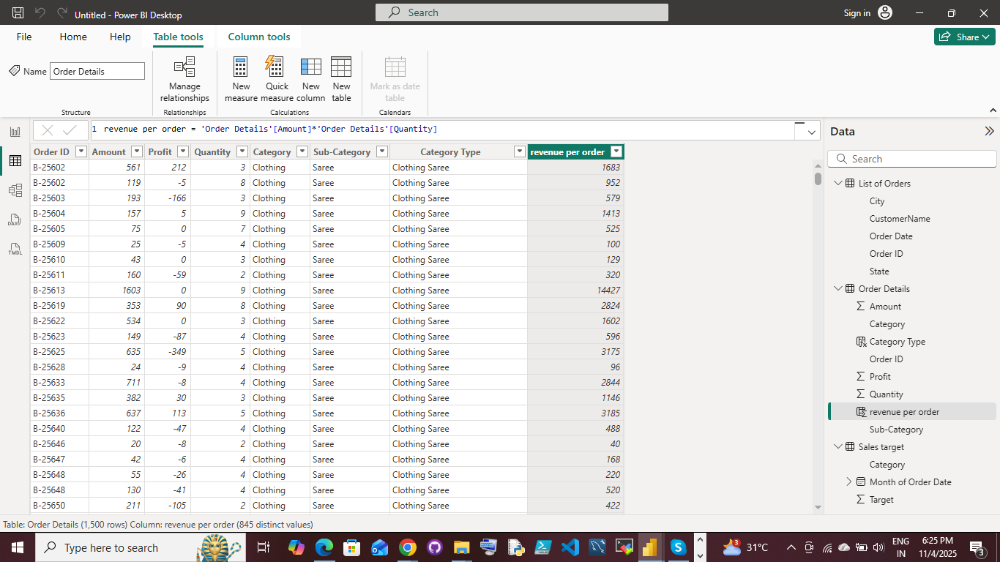 Untitled - Power BI Desktop
Search
Sign in
File Home Help Table tools Column tools
Share
Name Order Details
Manage relationships
New measure
Quick measure
New column
New table
Mark as date table
Structure Relationships Calculations Calendars
1 revenue per order = 'Order Details'[Amount]*'Order Details'[Quantity]
Order ID Amount Profit Quantity Category Sub-Category Category Type revenue per order
B-25602 561 212 3 Clothing Saree Clothing Saree 1683
B-25602 119 -5 8 Clothing Saree Clothing Saree 952
B-25603 193 -166 3 Clothing Saree Clothing Saree 579
B-25604 157 5 9 Clothing Saree Clothing Saree 1413
B-25605 75 0 7 Clothing Saree Clothing Saree 525
B-25609 25 -5 4 Clothing Saree Clothing Saree 100
B-25610 43 0 3 Clothing Saree Clothing Saree 129
B-25611 160 -59 2 Clothing Saree Clothing Saree 320
B-25613 1603 0 9 Clothing Saree Clothing Saree 14427
B-25619 353 90 8 Clothing Saree Clothing Saree 2824
B-25622 534 0 3 Clothing Saree Clothing Saree 1602
B-25623 149 -87 4 Clothing Saree Clothing Saree 596
B-25625 635 -349 5 Clothing Saree Clothing Saree 3175
B-25628 24 -9 4 Clothing Saree Clothing Saree 96
B-25633 711 -8 4 Clothing Saree Clothing Saree 2844
B-25635 382 30 3 Clothing Saree Clothing Saree 1146
B-25636 637 113 5 Clothing Saree Clothing Saree 3185
B-25640 122 -47 4 Clothing Saree Clothing Saree 488
B-25646 20 -8 2 Clothing Saree Clothing Saree 40
B-25647 42 -6 4 Clothing Saree Clothing Saree 168
B-25648 55 -26 4 Clothing Saree Clothing Saree 220
B-25648 130 -41 4 Clothing Saree Clothing Saree 520
B-25650 211 -105 2 Clothing Saree Clothing Saree 422
DAX
TMDL
Data
Search
List of Orders
City
CustomerName
Order Date
Order ID
State
Order Details
Amount
Category
Category Type
Order ID
Profit
Quantity
revenue per order
Sub-Category
Sales target
Category
Month of Order Date
Target
Table: Order Details (1,500 rows) Column: revenue per order (845 distinct values)
Type here to search
3
31°C
ENG
IN
6:25 PM
11/4/2025
3